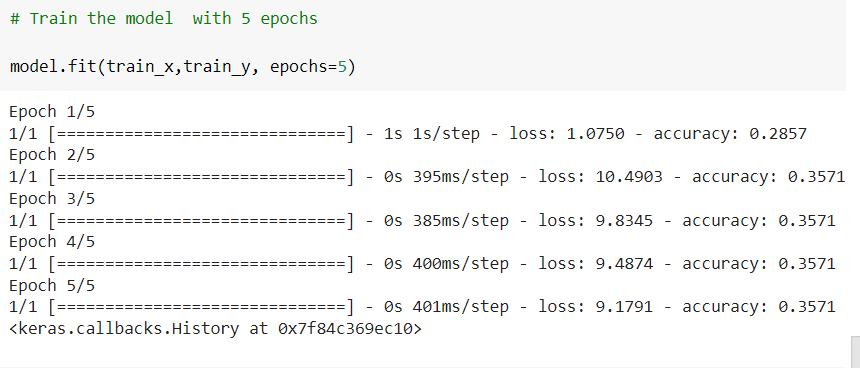 # Train the model  with 5 epochs
model.fit(train_x,train_y, epochs=5)
Epoch 1/5
1/1 [==============================] - 1s 1s/step - loss: 1.0750 - accuracy: 0.2857
Epoch 2/5
1/1 [==============================] - 0s 395ms/step - loss: 10.4903 - accuracy: 0.3571
Epoch 3/5
1/1 [==============================] - 0s 385ms/step - loss: 9.8345 - accuracy: 0.3571
Epoch 4/5
1/1 [==============================] - 0s 400ms/step - loss: 9.4874 - accuracy: 0.3571
Epoch 5/5
1/1 [==============================] - 0s 401ms/step - loss: 9.1791 - accuracy: 0.3571
<keras.callbacks.History at 0x7f84c369ec10>